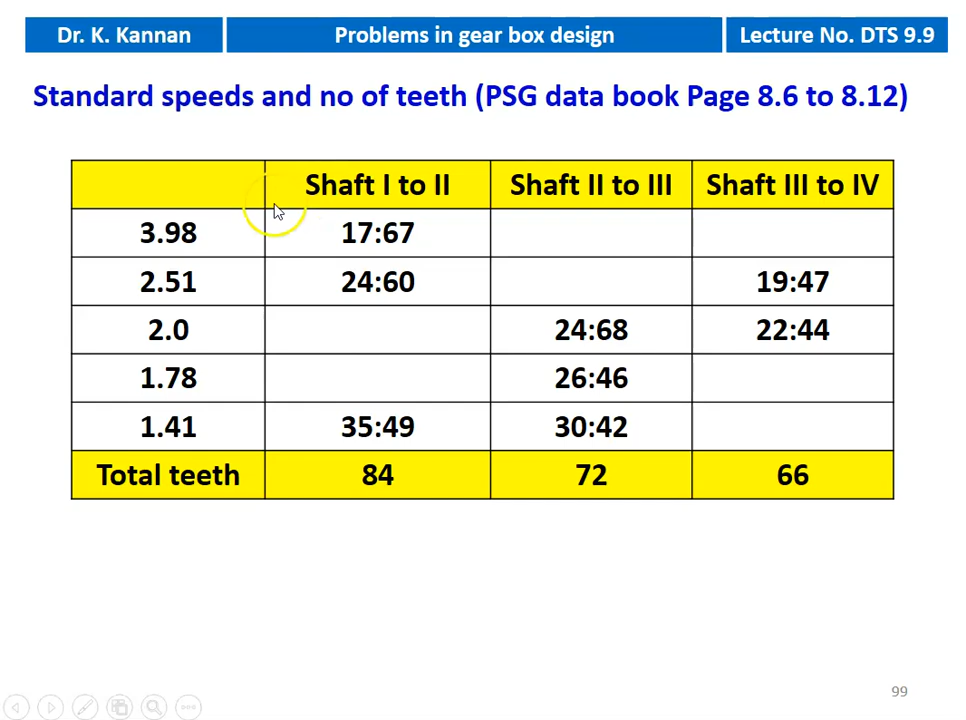 Dr. K. Kannan Problems in gear box design Lecture No. DTS 9.9
Standard speeds and no of teeth (PSG data book Page 8.6 to 8.12)
Shaft I to II Shaft II to III Shaft III to IV
3.98 17:67
2.51 24:60 19:47
2.0 24:68 22:44
1.78 26:46
1.41 35:49 30:42
Total teeth 84 72 66
99